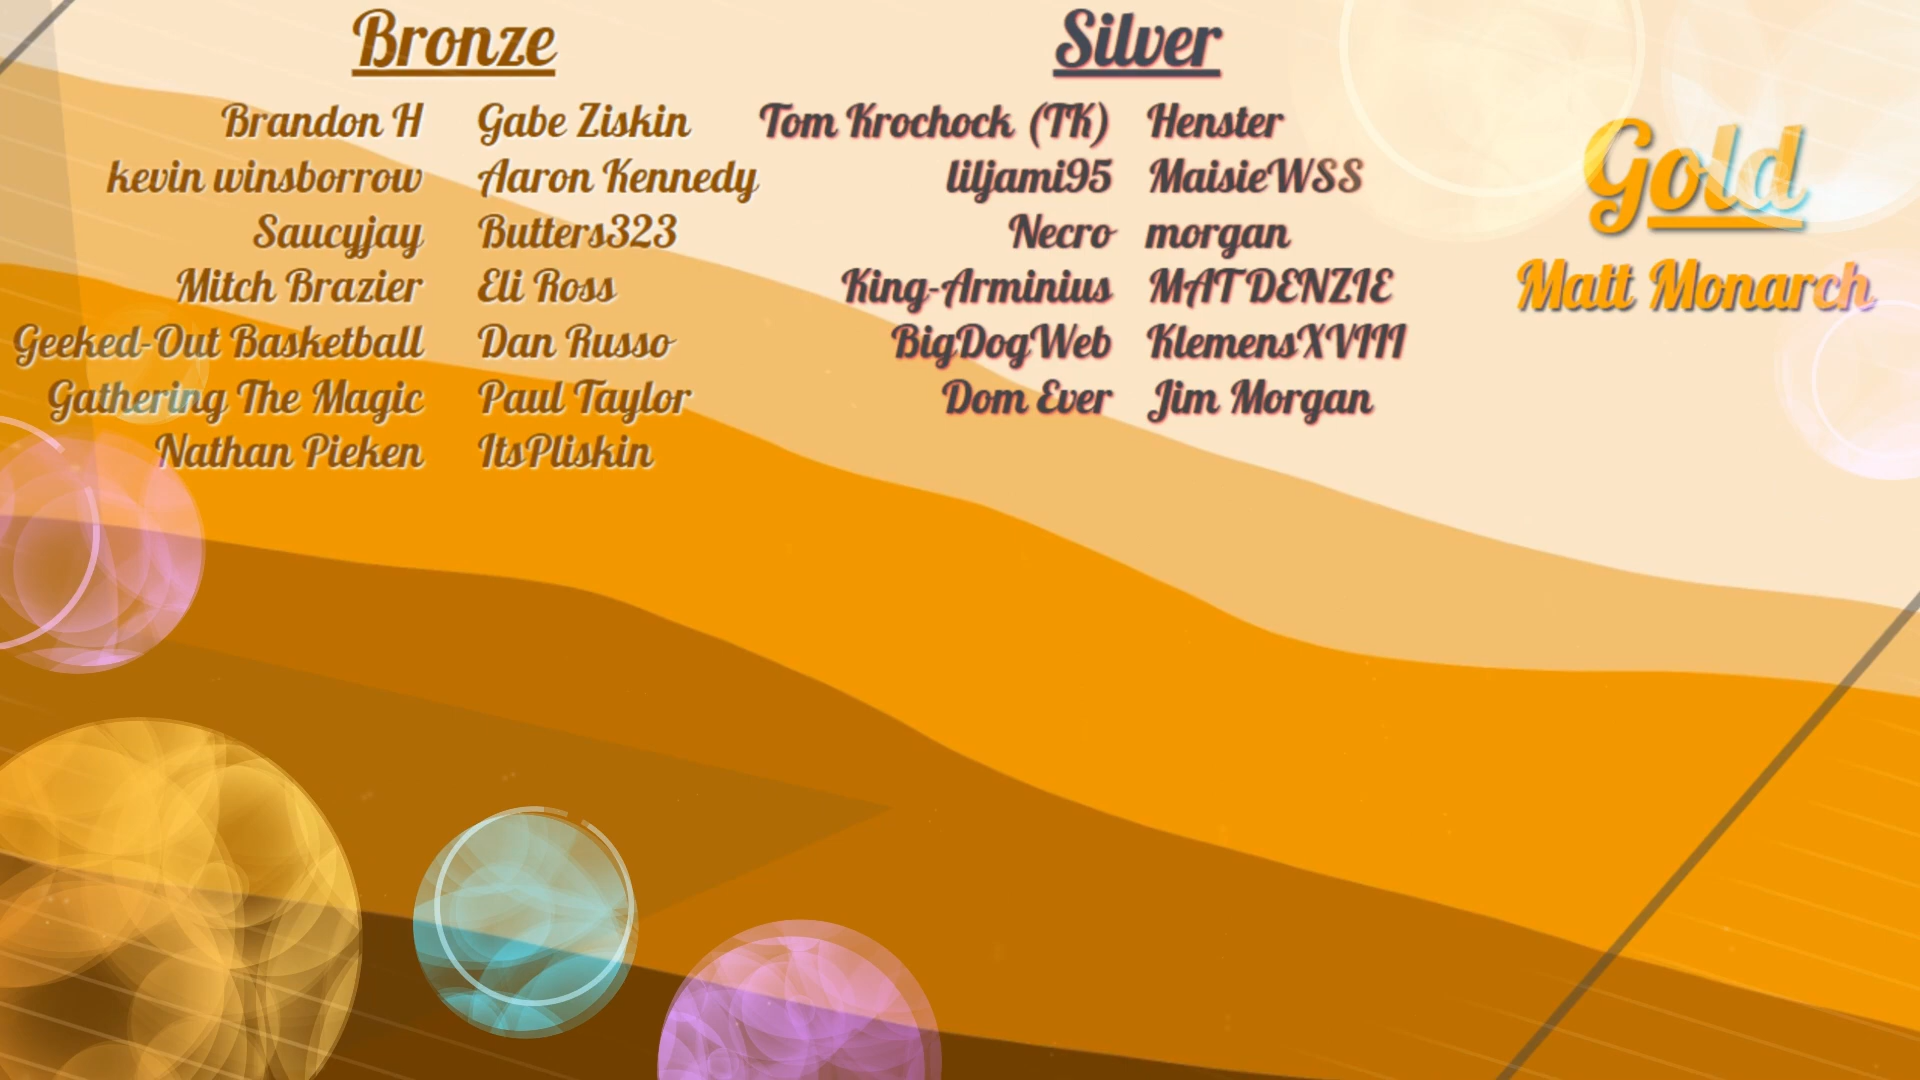 Bronze
Brandon H Gabe Ziskin
kevin winsborrow Aaron Kennedy
Saucyjay Butters323
Mitch Brazier Eli Ross
Geeked-Out Basketball Dan Russo
Gathering The Magic Paul Taylor
Nathan Pieken ItsPliskin
Silver
Tom Krochock (TK) Henster
liljami95 MaisieWSS
Necro morgan
King-Arminius MAT DENZIE
BigDogWeb KlemensXVIII
Dom Ever Jim Morgan
Gold
Matt Monarch